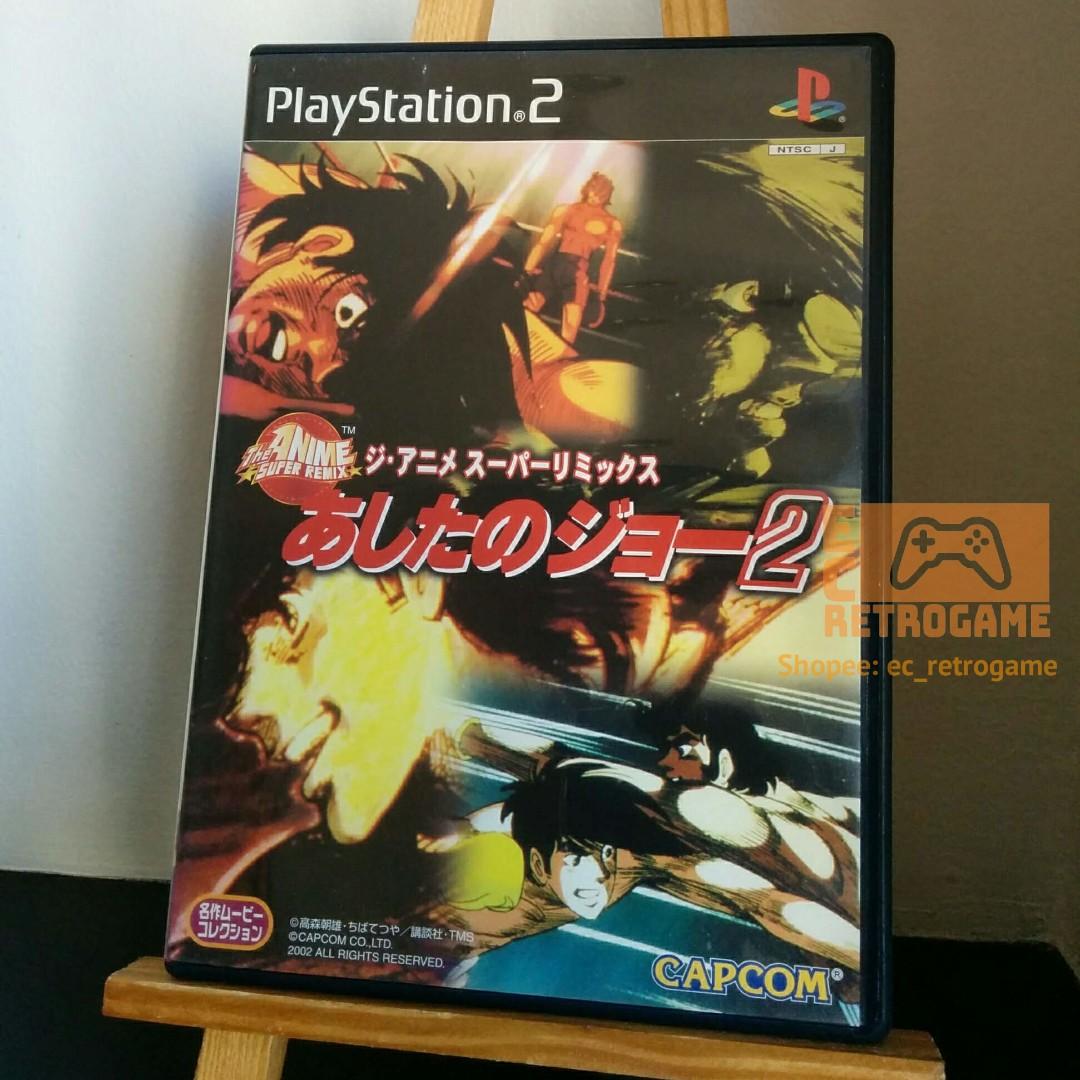 PlayStation®2
®
NTSC J
The ANIME SUPER REMIX ™
ジ・アニメ スーパーリミックス
あしたのジョー2
RETROGAME
Shopee: ec_retrogame
名作ムービー
コレクション
©高森朝雄・ちばてつや／講談社・TMS
©CAPCOM CO.,LTD.
2002 ALL RIGHTS RESERVED.
CAPCOM®